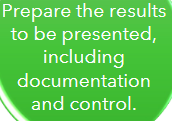 Prepare the results
to be presented,
including
documentation
and control.